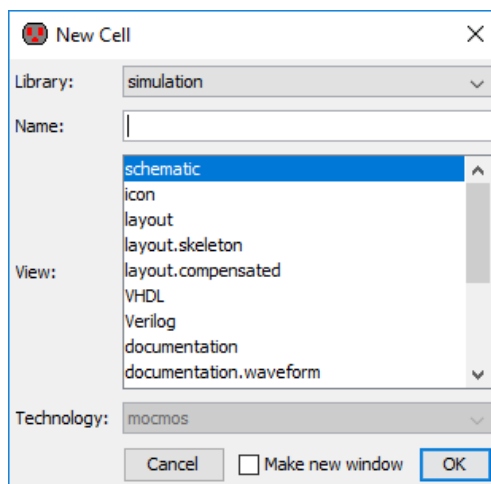 New Cell
Library: simulation
Name:
View:
schematic
icon
layout
layout.skeleton
layout.compensated
VHDL
Verilog
documentation
documentation.waveform
Technology: mocmos
Cancel Make new window OK